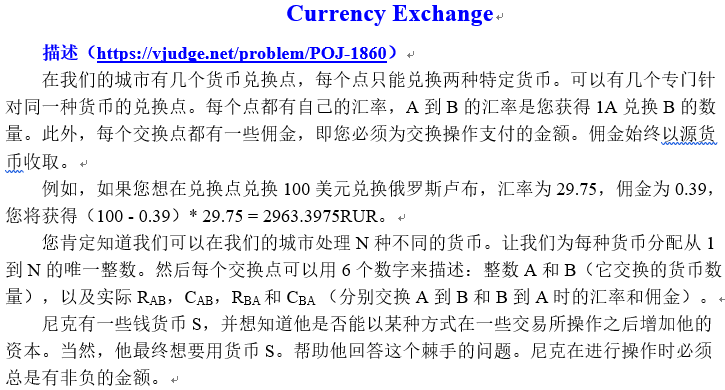 Currency Exchange
描述（https://vjudge.net/problem/POJ-1860）
在我们的城市有几个货币兑换点，每个点只能兑换两种特定货币。可以有几个专门针
对同一种货币的兑换点。每个点都有自己的汇率，A 到 B 的汇率是您获得 1A 兑换 B 的数
量。此外，每个交换点都有一些佣金，即您必须为交换操作支付的金额。佣金始终以源货
币收取。
例如，如果您想在兑换点兑换 100 美元兑换俄罗斯卢布，汇率为 29.75，佣金为 0.39，
您将获得（100 - 0.39）* 29.75 = 2963.3975RUR。
您肯定知道我们可以在我们的城市处理 N 种不同的货币。让我们为每种货币分配从 1
到 N 的唯一整数。然后每个交换点可以用 6 个数字来描述：整数 A 和 B（它交换的货币数
量），以及实际 RAB，CAB，RBA 和 CBA （分别交换 A 到 B 和 B 到 A 时的汇率和佣金）。
尼克有一些钱货币 S，并想知道他是否能以某种方式在一些交易所操作之后增加他的
资本。当然，他最终想要用货币 S。帮助他回答这个棘手的问题。尼克在进行操作时必须
总是有非负的金额。